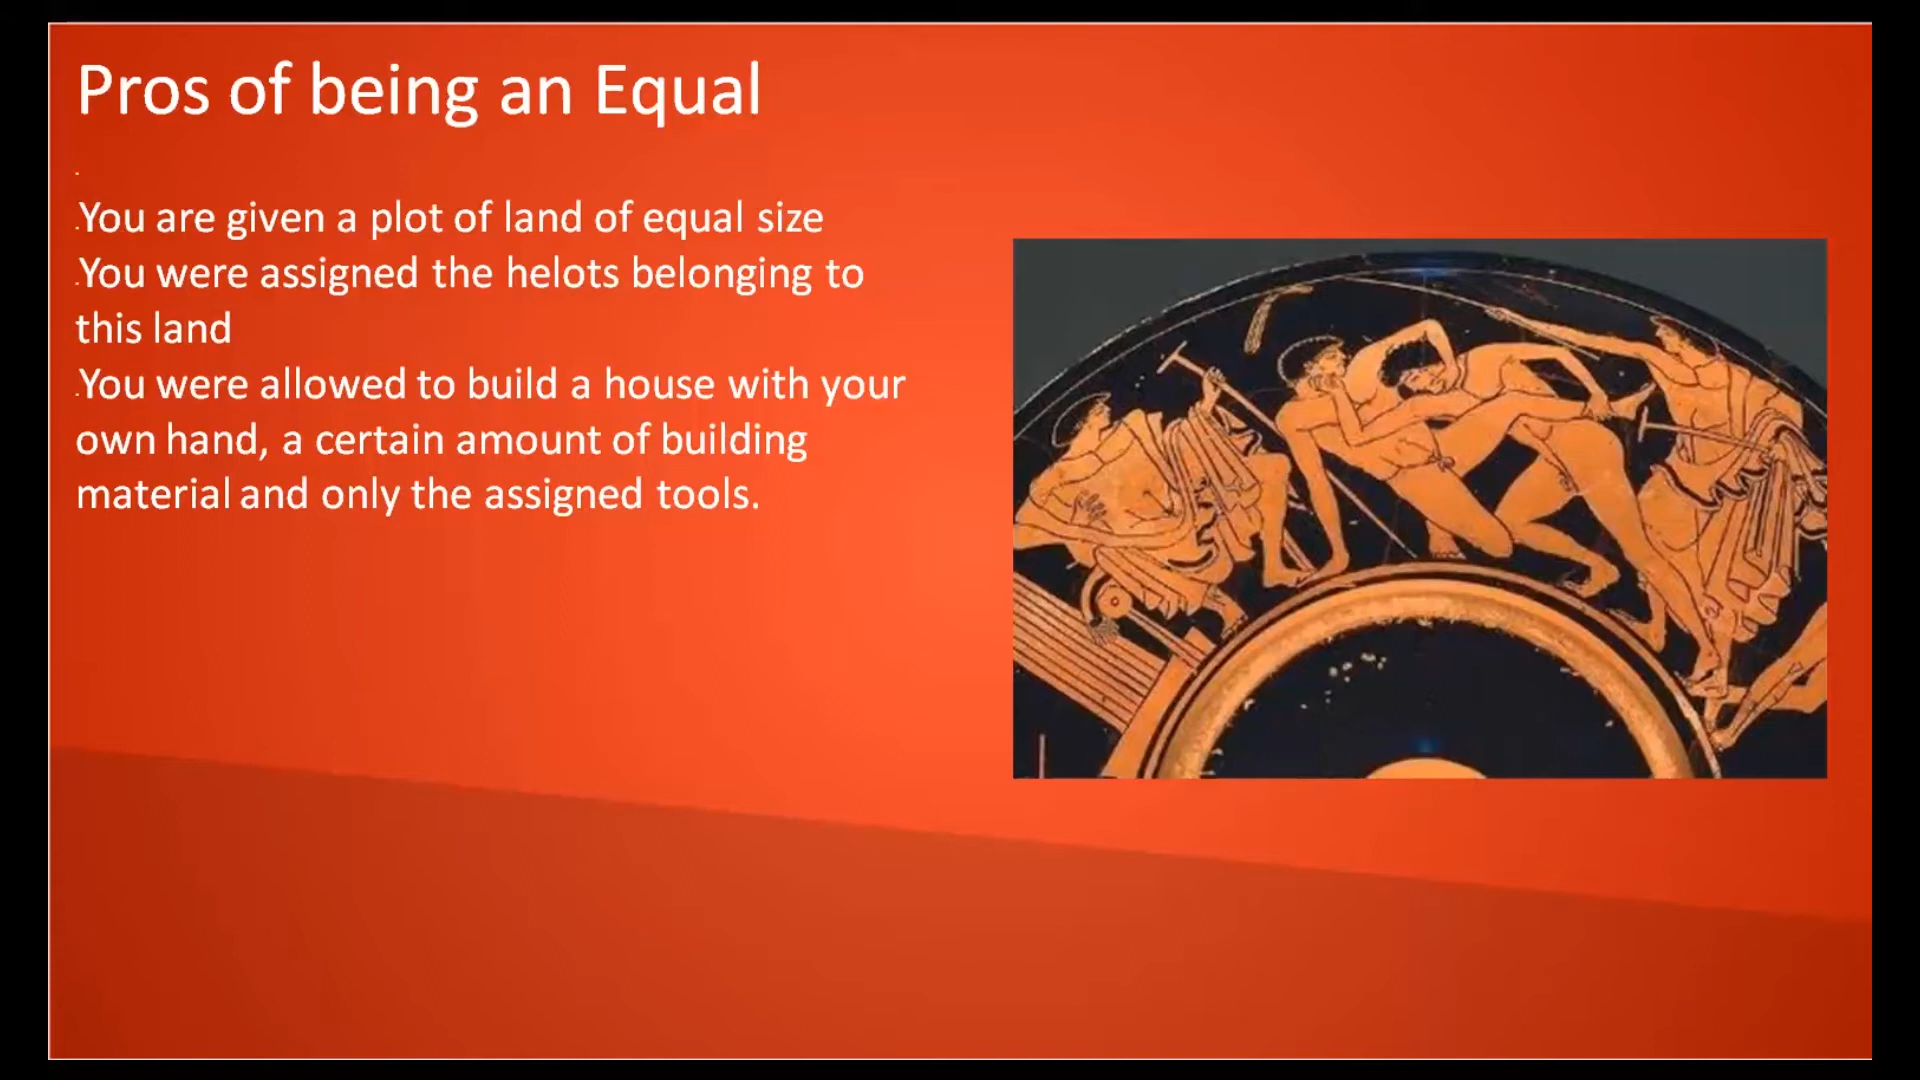 Pros of being an Equal
You are given a plot of land of equal size
You were assigned the helots belonging to
this land
You were allowed to build a house with your
own hand, a certain amount of building
material and only the assigned tools.